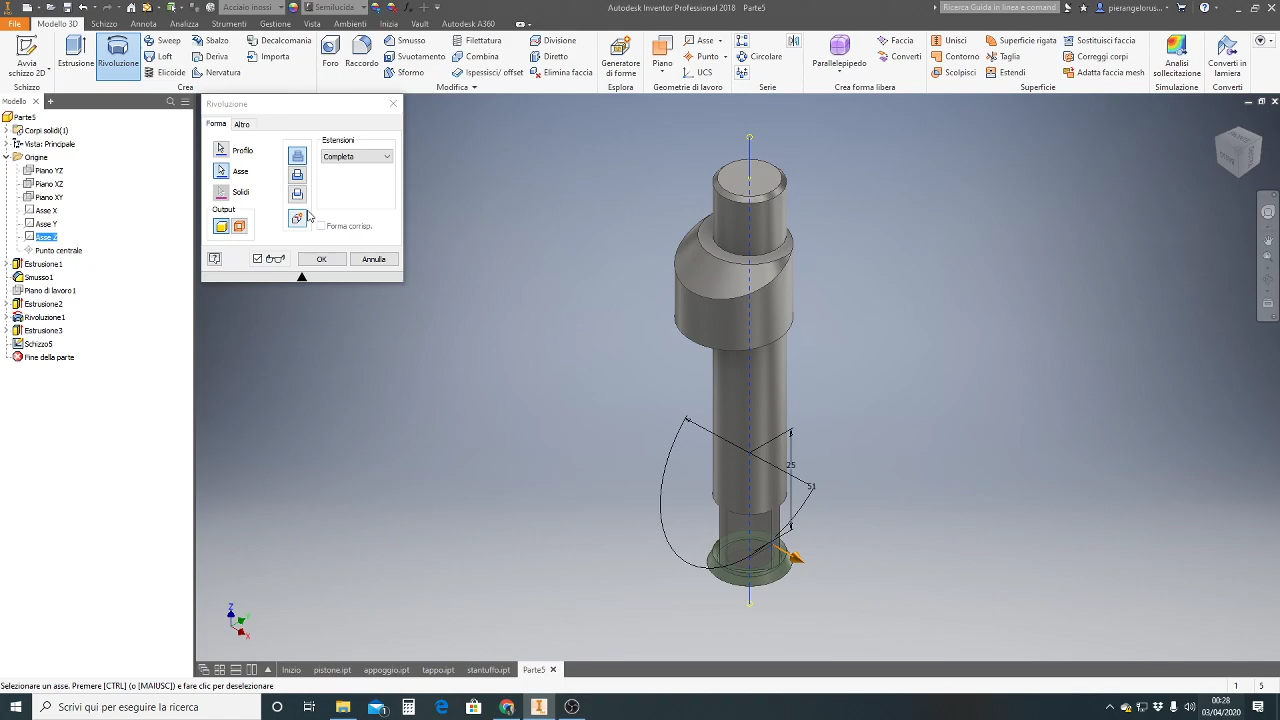 Acciaio inossi
Semilucida
Autodesk Inventor Professional 2018 Parte5
Ricerca Guida in linea e comand
pierangelorus...
File
Modello 3D
Schizzo
Annota
Ispeziona
Strumenti
Gestisci
Vista
Ambienti
Inizia
Vault
Autodesk A360
Avvia
schizzo 2D
Estrusione
Rivoluzione
Sweep
Loft
Elicoide
Sbalzo
Deriva
Nervatura
Decalcomania
Importa
Foro
Raccordo
Smusso
Svuotamento
Sformo
Filettatura
Combina
Ispessisci/ offset
Divisione
Diretto
Elimina faccia
Generatore
di forme
Piano
Asse
Punto
UCS
Circolare
Parallelepipedo
Faccia
Converti
Unisci
Contorno
Scolpisci
Superficie rigata
Taglia
Estendi
Sostituisci faccia
Correggi corpi
Adatta faccia mesh
Analisi
sollecitazione
Converti in
lamiera
Schizzo
Crea
Modifica
Esplora
Geometria di lavoro
Serie
Crea forma libera
Superficie
Simulazione
Converti
Modello
Parte5
Corpi solidi(1)
Vista: Principale
Origine
Piano YZ
Piano XZ
Piano XY
Asse X
Asse Y
Asse Z
Punto centrale
Estrusione1
Smusso1
Piano di lavoro1
Estrusione2
Rivoluzione1
Estrusione3
Schizzo5
Fine della parte
Rivoluzione
Forma
Altro
Profilo
Asse
Solidi
Output
Estensioni
Completa
Forma corrisp.
OK
Annulla
25
51
Z
Y
X
Inizio
pistone.ipt
appoggio.ipt
tappo.ipt
stantuffo.ipt
Parte5
Selezionare un asse. Premere [CTRL] (o [MAIUSC]) e fare clic per deselezionare
1
5
Scrivi qui per eseguire la ricerca
00:28
03/04/2020